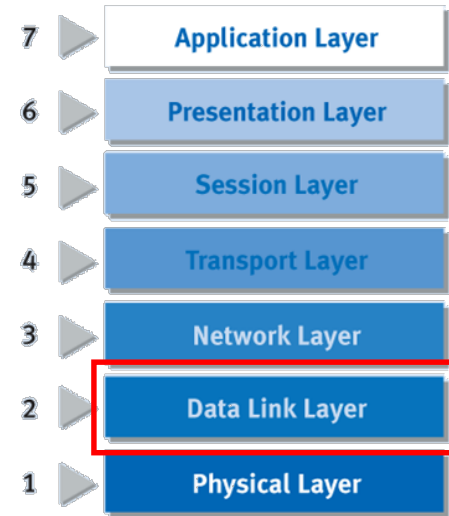 7 Application Layer
6 Presentation Layer
5 Session Layer
4 Transport Layer
3 Network Layer
2 Data Link Layer
1 Physical Layer